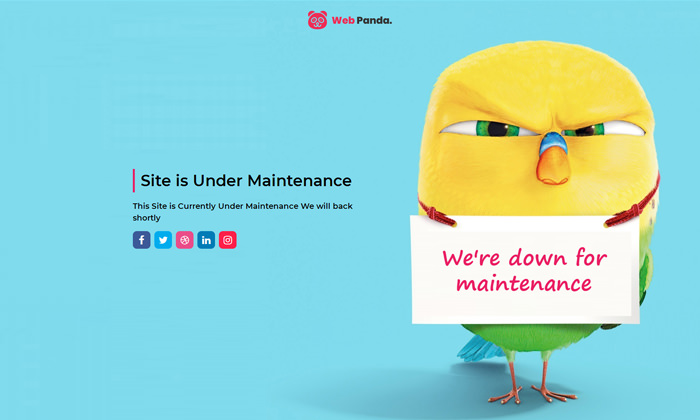 Web Panda.
Site is Under Maintenance
This Site is Currently Under Maintenance We will back
shortly
We're down for
maintenance